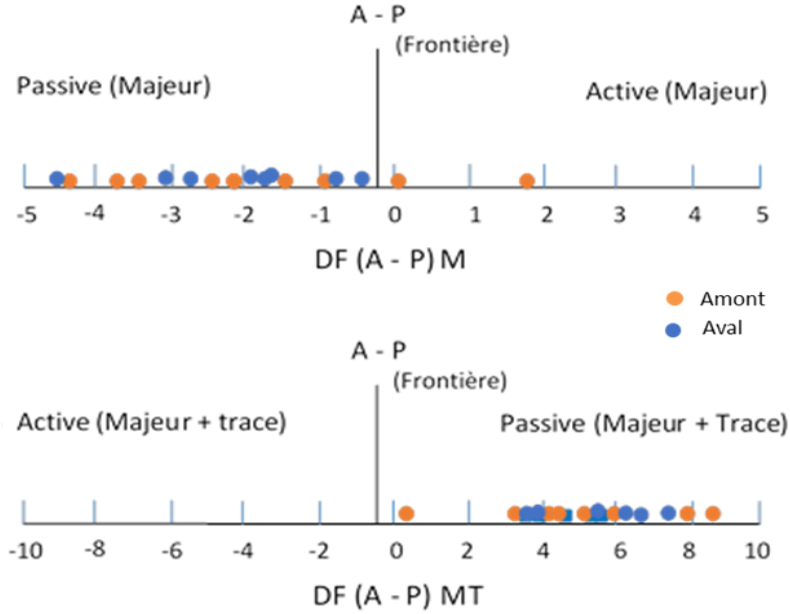 A - P
(Frontière)
Passive (Majeur)
Active (Majeur)
-5 -4 -3 -2 -1 0 1 2 3 4 5
DF (A - P) M
Amont
Aval
A - P
(Frontière)
Active (Majeur + trace)
Passive (Majeur + Trace)
-10 -8 -6 -4 -2 0 2 4 6 8 10
DF (A - P) MT